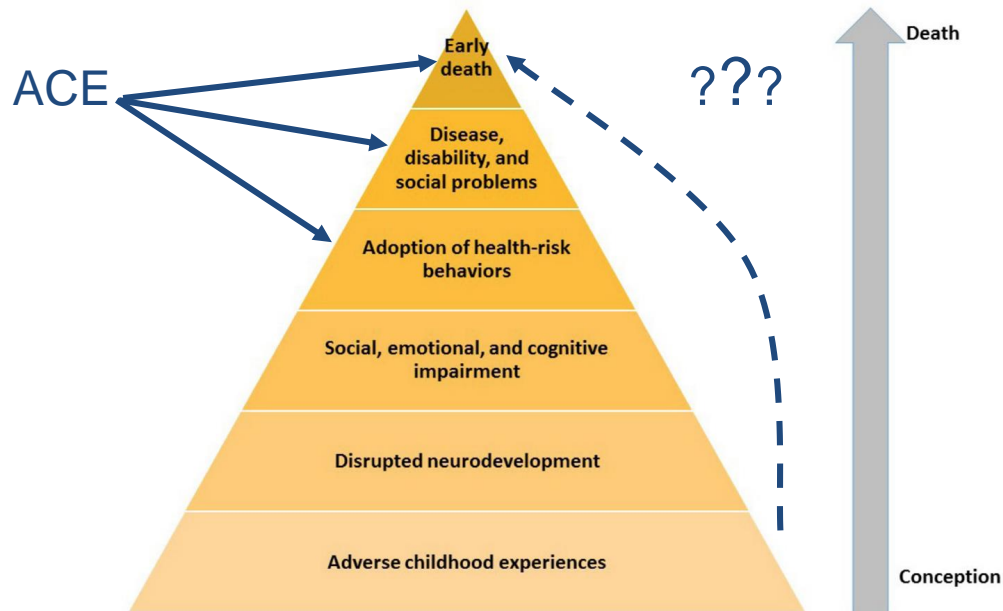 Death
ACE
???
Early
death
Disease,
disability, and
social problems
Adoption of health-risk
behaviors
Social, emotional, and cognitive
impairment
Disrupted neurodevelopment
Adverse childhood experiences
Conception